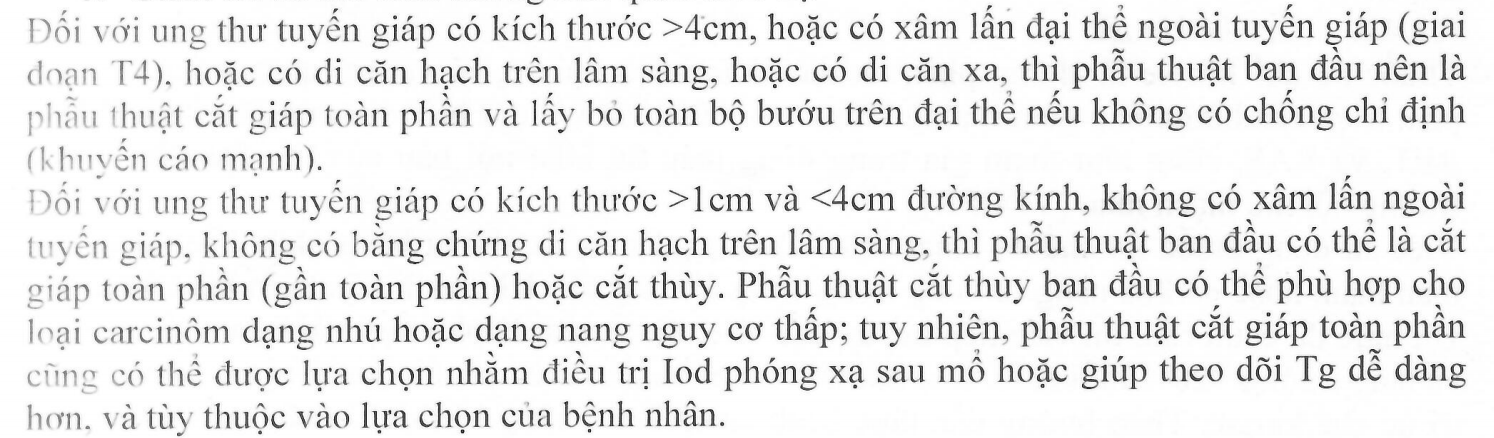 Đối với ung thư tuyến giáp có kích thước >4cm, hoặc có xâm lấn đại thể ngoài tuyến giáp (giai
đoạn T4), hoặc có di căn hạch trên lâm sàng, hoặc có di căn xa, thì phẫu thuật ban đầu nên là
phẫu thuật cắt giáp toàn phần và lấy bỏ toàn bộ bướu trên đại thể nếu không có chống chỉ định
(khuyến cáo mạnh).
Đối với ung thư tuyến giáp có kích thước >1cm và <4cm đường kính, không có xâm lấn ngoài
tuyến giáp, không có bằng chứng di căn hạch trên lâm sàng, thì phẫu thuật ban đầu có thể là cắt
giáp toàn phần (gần toàn phần) hoặc cắt thùy. Phẫu thuật cắt thùy ban đầu có thể phù hợp cho
loại carcinôm dạng nhú hoặc dạng nang nguy cơ thấp; tuy nhiên, phẫu thuật cắt giáp toàn phần
cũng có thể được lựa chọn nhằm điều trị Iod phóng xạ sau mổ hoặc giúp theo dõi Tg dễ dàng
hơn, và tùy thuộc vào lựa chọn của bệnh nhân.